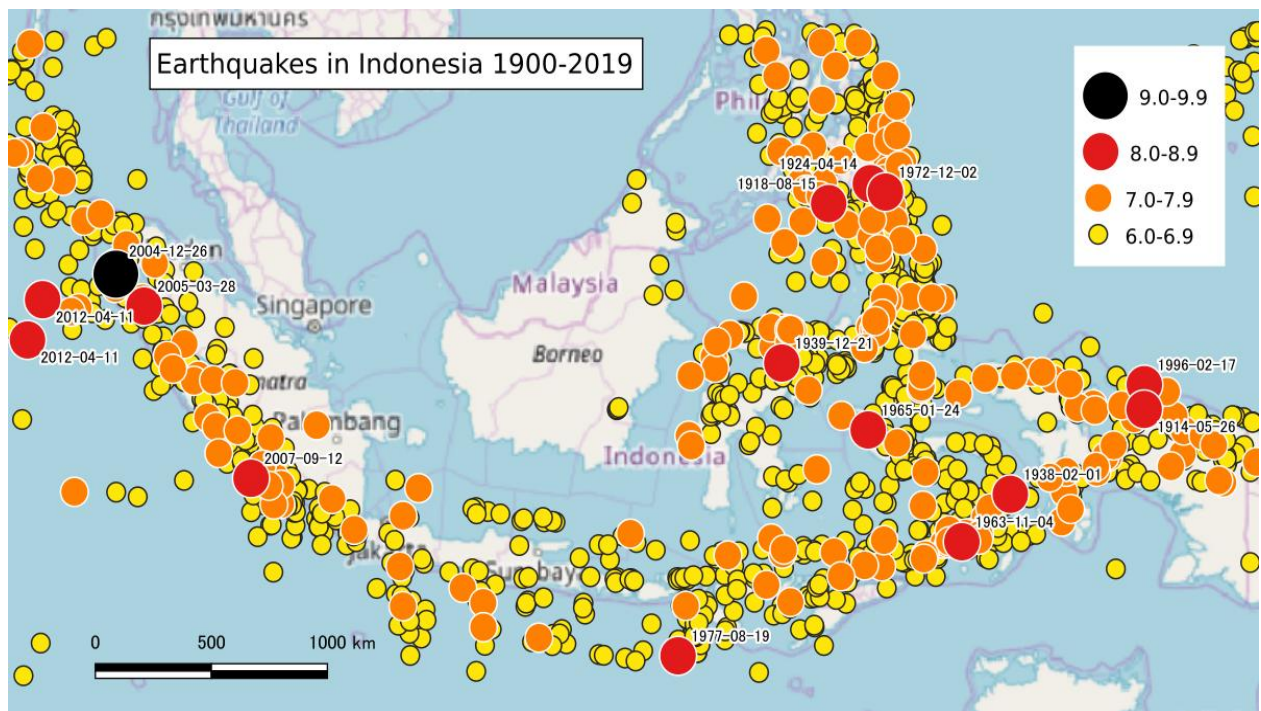 กรุงเทพมหานคร
Earthquakes in Indonesia 1900-2019
Gulf of
Thailand
9.0-9.9
8.0-8.9
7.0-7.9
6.0-6.9
1924-04-14
1972-12-02
1918-08-15
2004-12-26
2005-03-28
2012-04-11
2012-04-11
Malaysia
Singapore
Borneo
1939-12-21
1996-02-17
1965-01-24
1914-05-26
Indonesia
2007-09-12
1938-02-01
1963-11-04
1977-08-19
0 500 1000 km